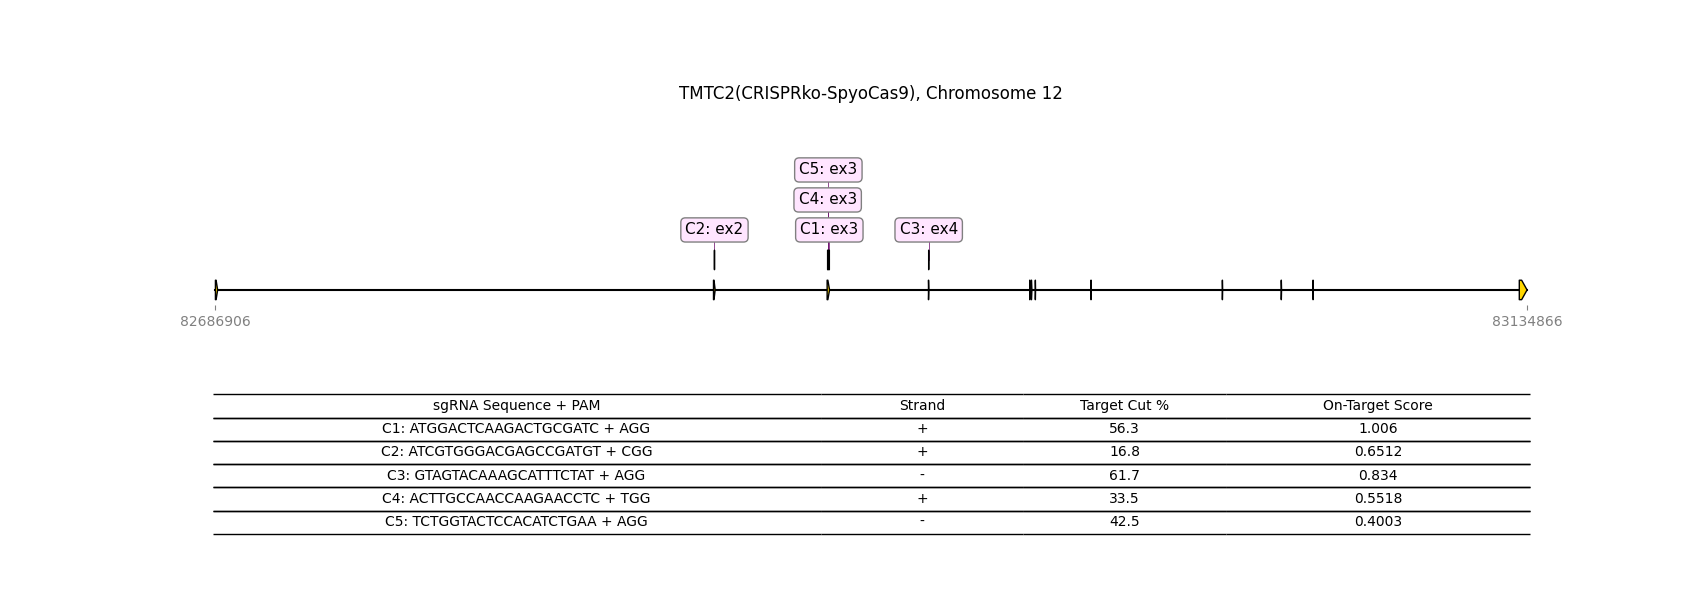 TMTC2(CRISPRko-SpyoCas9), Chromosome 12
C5: ex3
C4: ex3
C2: ex2 C1: ex3 C3: ex4
82686906 83134866
sgRNA Sequence + PAM Strand Target Cut % On-Target Score
C1: ATGGACTCAAGACTGCGATC + AGG + 56.3 1.006
C2: ATCGTGGGACGAGCCGATGT + CGG + 16.8 0.6512
C3: GTAGTACAAAGCATTTCTAT + AGG - 61.7 0.834
C4: ACTTGCCAACCAAGAACCTC + TGG + 33.5 0.5518
C5: TCTGGTACTCCACATCTGAA + AGG - 42.5 0.4003